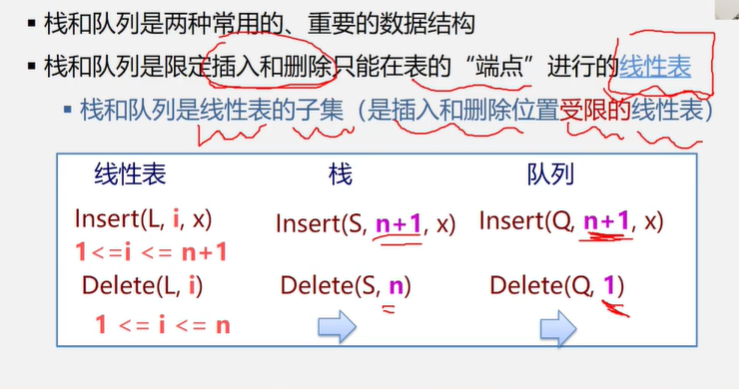 ▪ 栈和队列是两种常用的、重要的数据结构
▪ 栈和队列是限定插入和删除只能在表的“端点”进行的线性表
▪ 栈和队列是线性表的子集（是插入和删除位置受限的线性表）
线性表 栈 队列
Insert(L, i, x) Insert(S, n+1, x) Insert(Q, n+1, x)
1<=i <= n+1
Delete(L, i) Delete(S, n) Delete(Q, 1)
1 <= i <= n